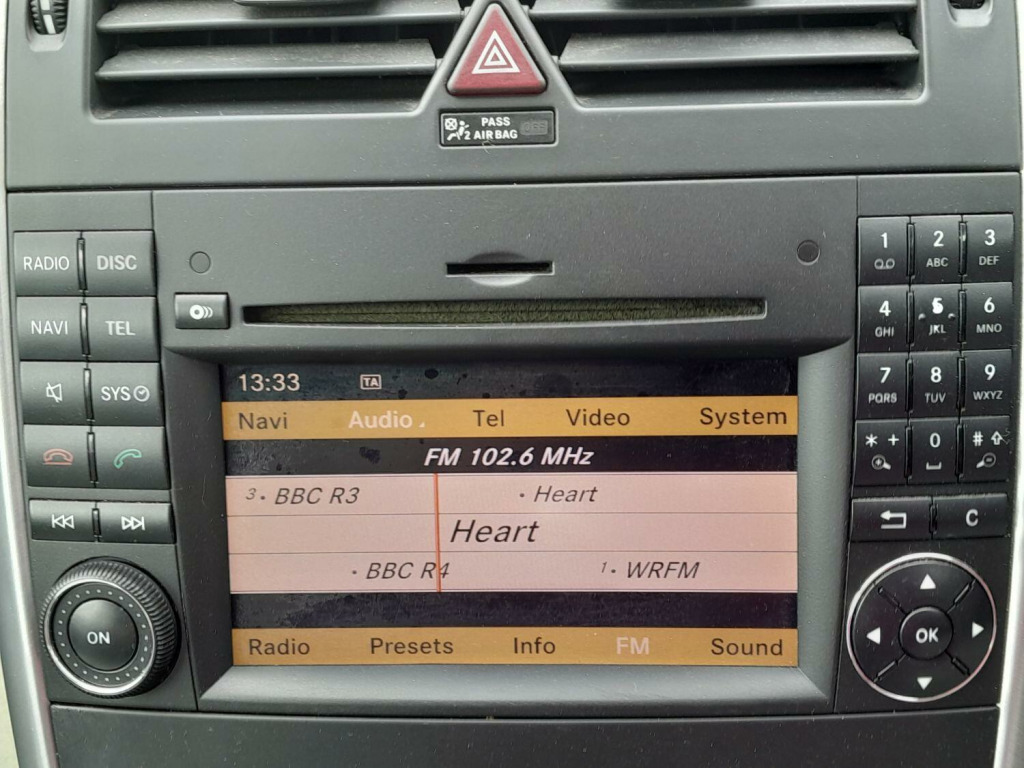 PASS
2 AIR BAG OFF
RADIO DISC
NAVI TEL
SYS
ON
13:33 TA
Navi Audio Tel Video System
FM 102.6 MHz
3 • BBC R3 • Heart
Heart
• BBC R4 1 • WRFM
Radio Presets Info FM Sound
1 2 3
ABC DEF
4 5 6
GHI JKL MNO
7 8 9
PQRS TUV WXYZ
* + 0 #
C
OK